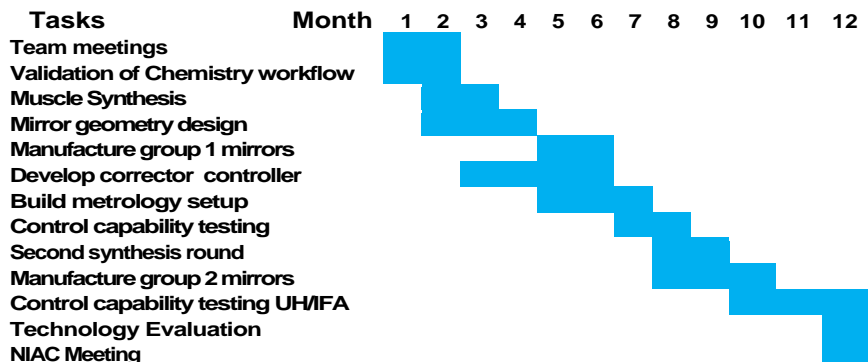 Tasks Month 1 2 3 4 5 6 7 8 9 10 11 12
Team meetings
Validation of Chemistry workflow
Muscle Synthesis
Mirror geometry design
Manufacture group 1 mirrors
Develop corrector controller
Build metrology setup
Control capability testing
Second synthesis round
Manufacture group 2 mirrors
Control capability testing UH/IFA
Technology Evaluation
NIAC Meeting